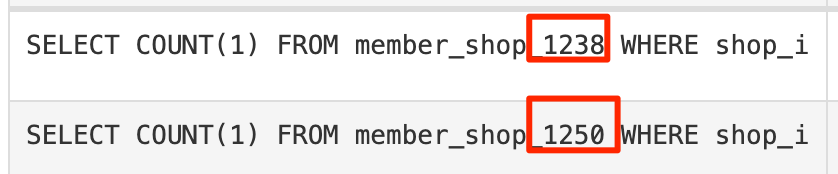 SELECT COUNT(1) FROM member_shop_1238 WHERE shop_i
SELECT COUNT(1) FROM member_shop_1250 WHERE shop_i